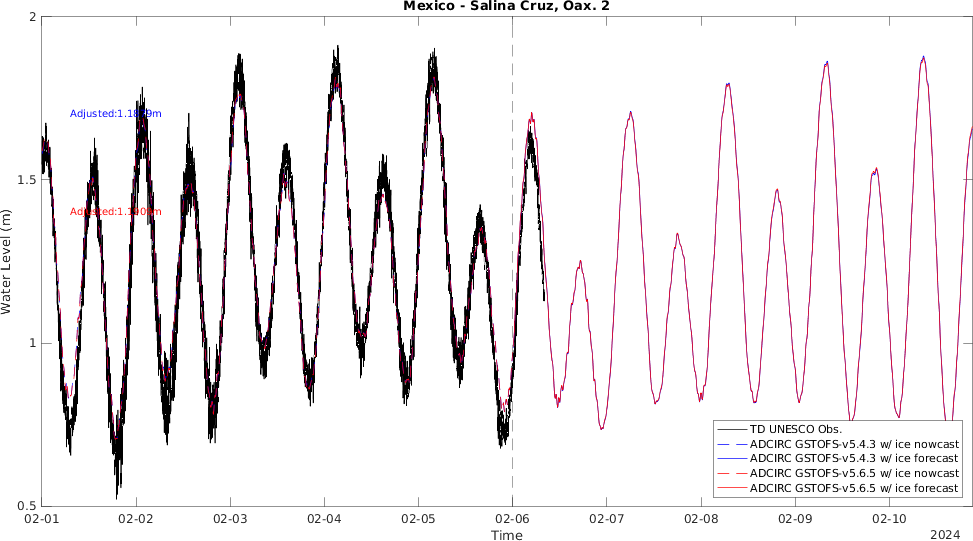 Mexico - Salina Cruz, Oax. 2
2
1.5
1
0.5
Water Level (m)
02-01 02-02 02-03 02-04 02-05 02-06 02-07 02-08 02-09 02-10
Time
2024
TD UNESCO Obs.
ADCIRC GSTOFS-v5.4.3 w/ ice nowcast
ADCIRC GSTOFS-v5.4.3 w/ ice forecast
ADCIRC GSTOFS-v5.6.5 w/ ice nowcast
ADCIRC GSTOFS-v5.6.5 w/ ice forecast